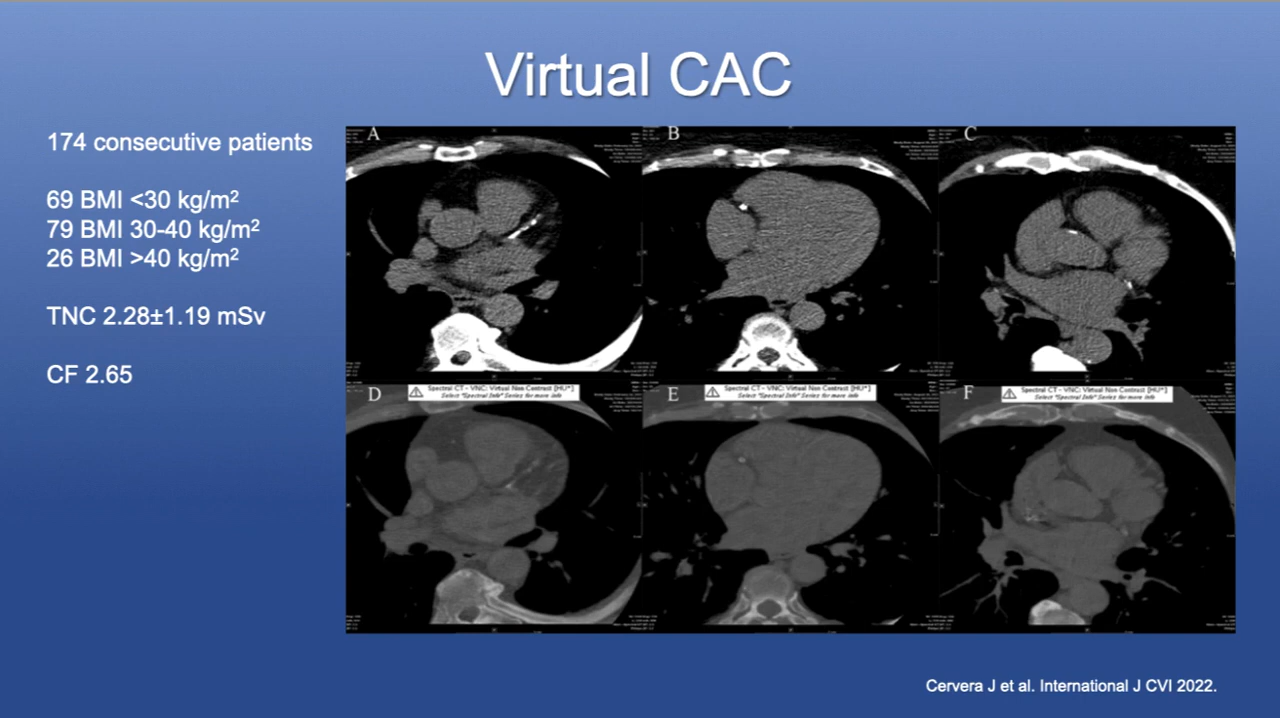 Virtual CAC
174 consecutive patients
69 BMI <30 kg/m²
79 BMI 30-40 kg/m²
26 BMI >40 kg/m²
TNC 2.28±1.19 mSv
CF 2.65
A
B
C
D
Spectral CT - VNC: Virtual Non Contrast [HU*]
Select "Spectral Info" Series for more info
E
Spectral CT - VNC: Virtual Non Contrast [HU*]
Select "Spectral Info" Series for more info
F
Spectral CT - VNC: Virtual Non Contrast [HU*]
Select "Spectral Info" Series for more info
Cervera J et al. International J CVI 2022.